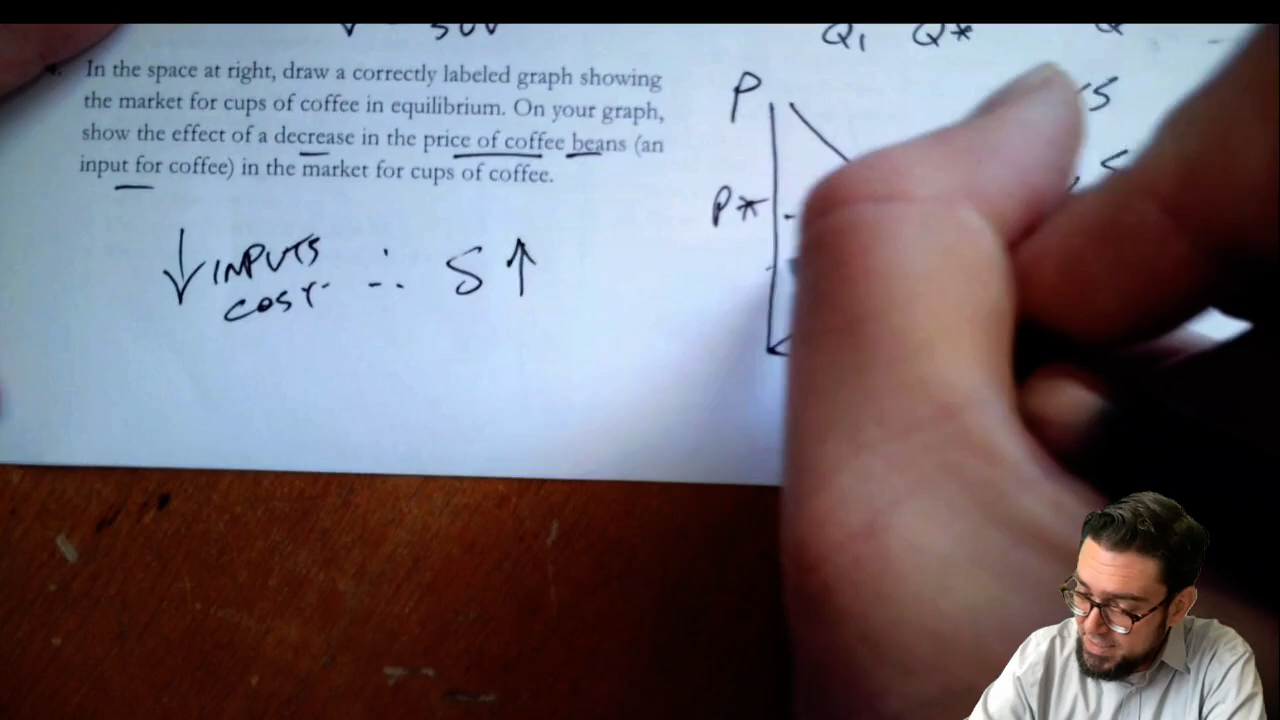 Q₁ Q*
In the space at right, draw a correctly labeled graph showing
the market for cups of coffee in equilibrium. On your graph,
show the effect of a decrease in the price of coffee beans (an
input for coffee) in the market for cups of coffee.
↓ INPUTS COST ∴ S ↑
P
P*
S